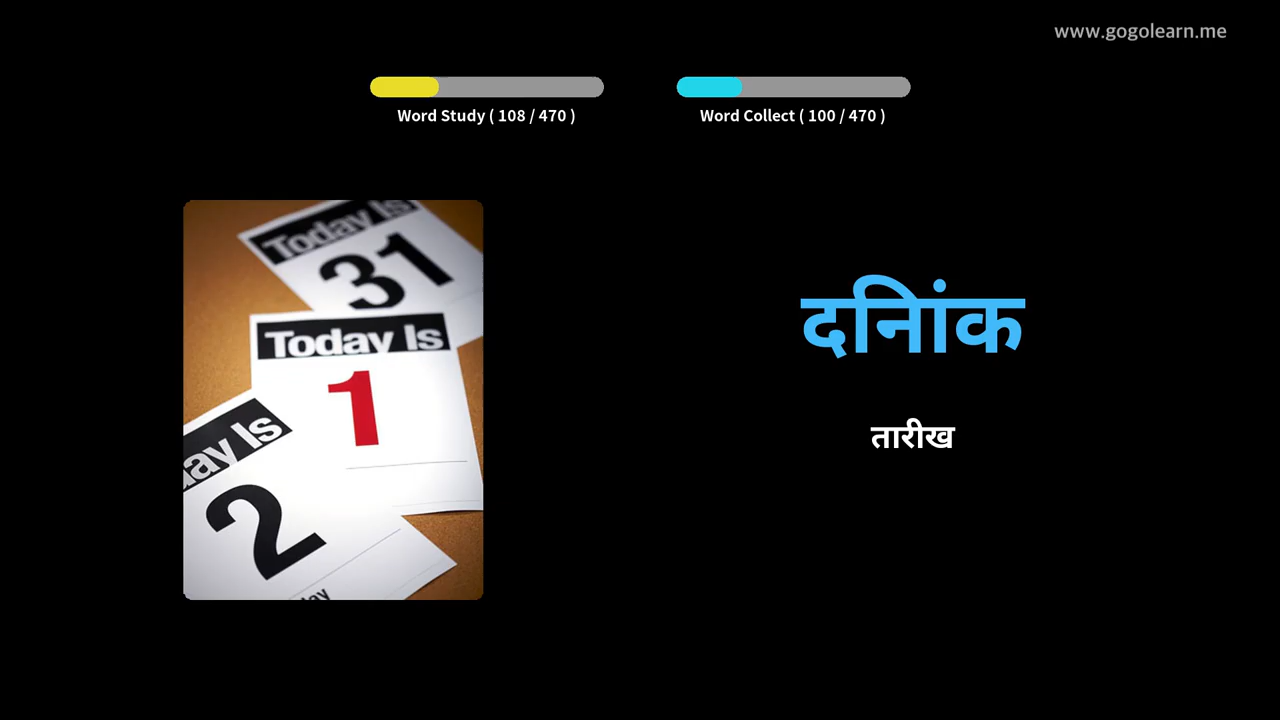 www.gogolearn.me
Word Study ( 108 / 470 )
Word Collect ( 100 / 470 )
Today Is
31
Today Is
1
ay Is
2
दनिांक
तारीख